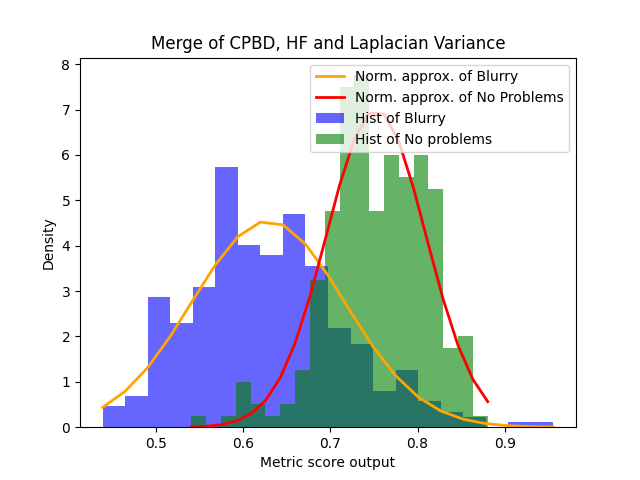 Merge of CPBD, HF and Laplacian Variance
Norm. approx. of Blurry
Norm. approx. of No Problems
Hist of Blurry
Hist of No problems
Density
8
7
6
5
4
3
2
1
0
0.5 0.6 0.7 0.8 0.9
Metric score output